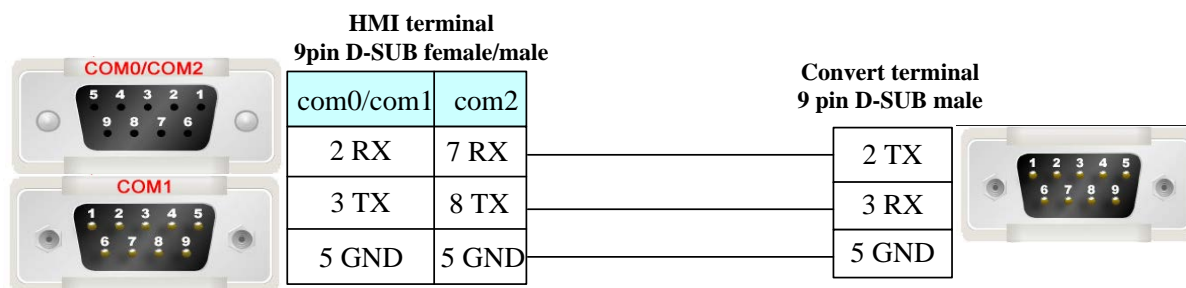 HMI terminal
9pin D-SUB female/male
COM0/COM2
5 4 3 2 1
9 8 7 6
COM1
1 2 3 4 5
6 7 8 9
com0/com1 com2
2 RX 7 RX
3 TX 8 TX
5 GND 5 GND
Convert terminal
9 pin D-SUB male
2 TX
3 RX
5 GND
1 2 3 4 5
6 7 8 9